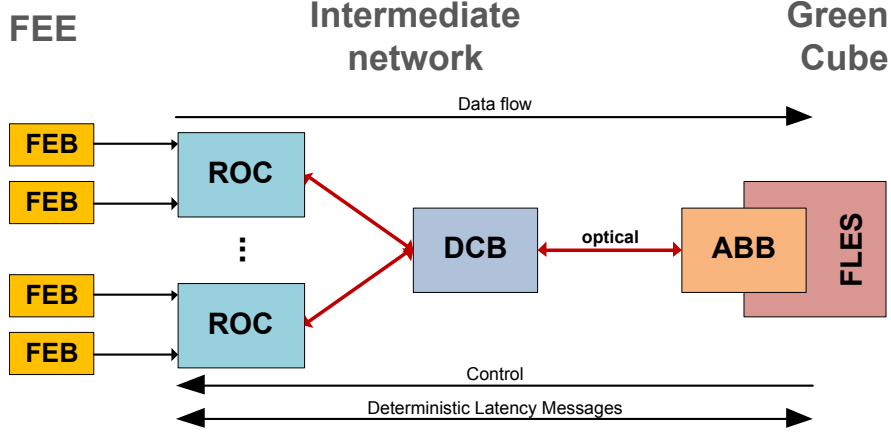 FEE
Intermediate
network
Green
Cube
Data flow
FEB
FEB
ROC
...
FEB
FEB
ROC
DCB
optical
ABB
FLES
Control
Deterministic Latency Messages